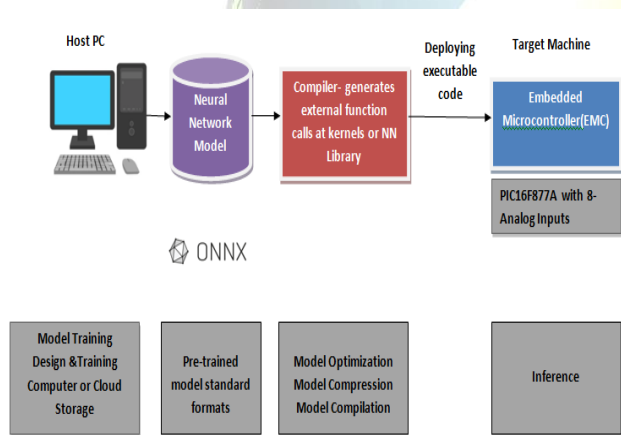 Host PC
Neural
Network
Model
Compiler- generates
external function
calls at kernels or NN
Library
Deploying
executable
code
Target Machine
Embedded
Microcontroller(EMC)
PIC16F877A with 8-
Analog Inputs
ONNX
Model Training
Design &Training
Computer or Cloud
Storage
Pre-trained
model standard
formats
Model Optimization
Model Compression
Model Compilation
Inference